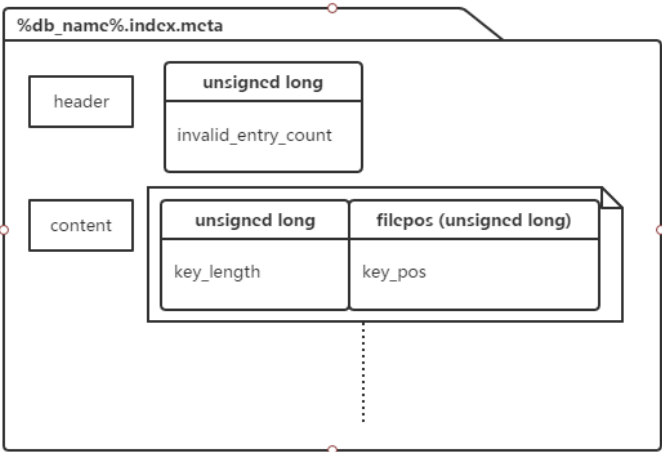 %db_name%.index.meta
header
unsigned long
invalid_entry_count
content
unsigned long
filepos (unsigned long)
key_length
key_pos